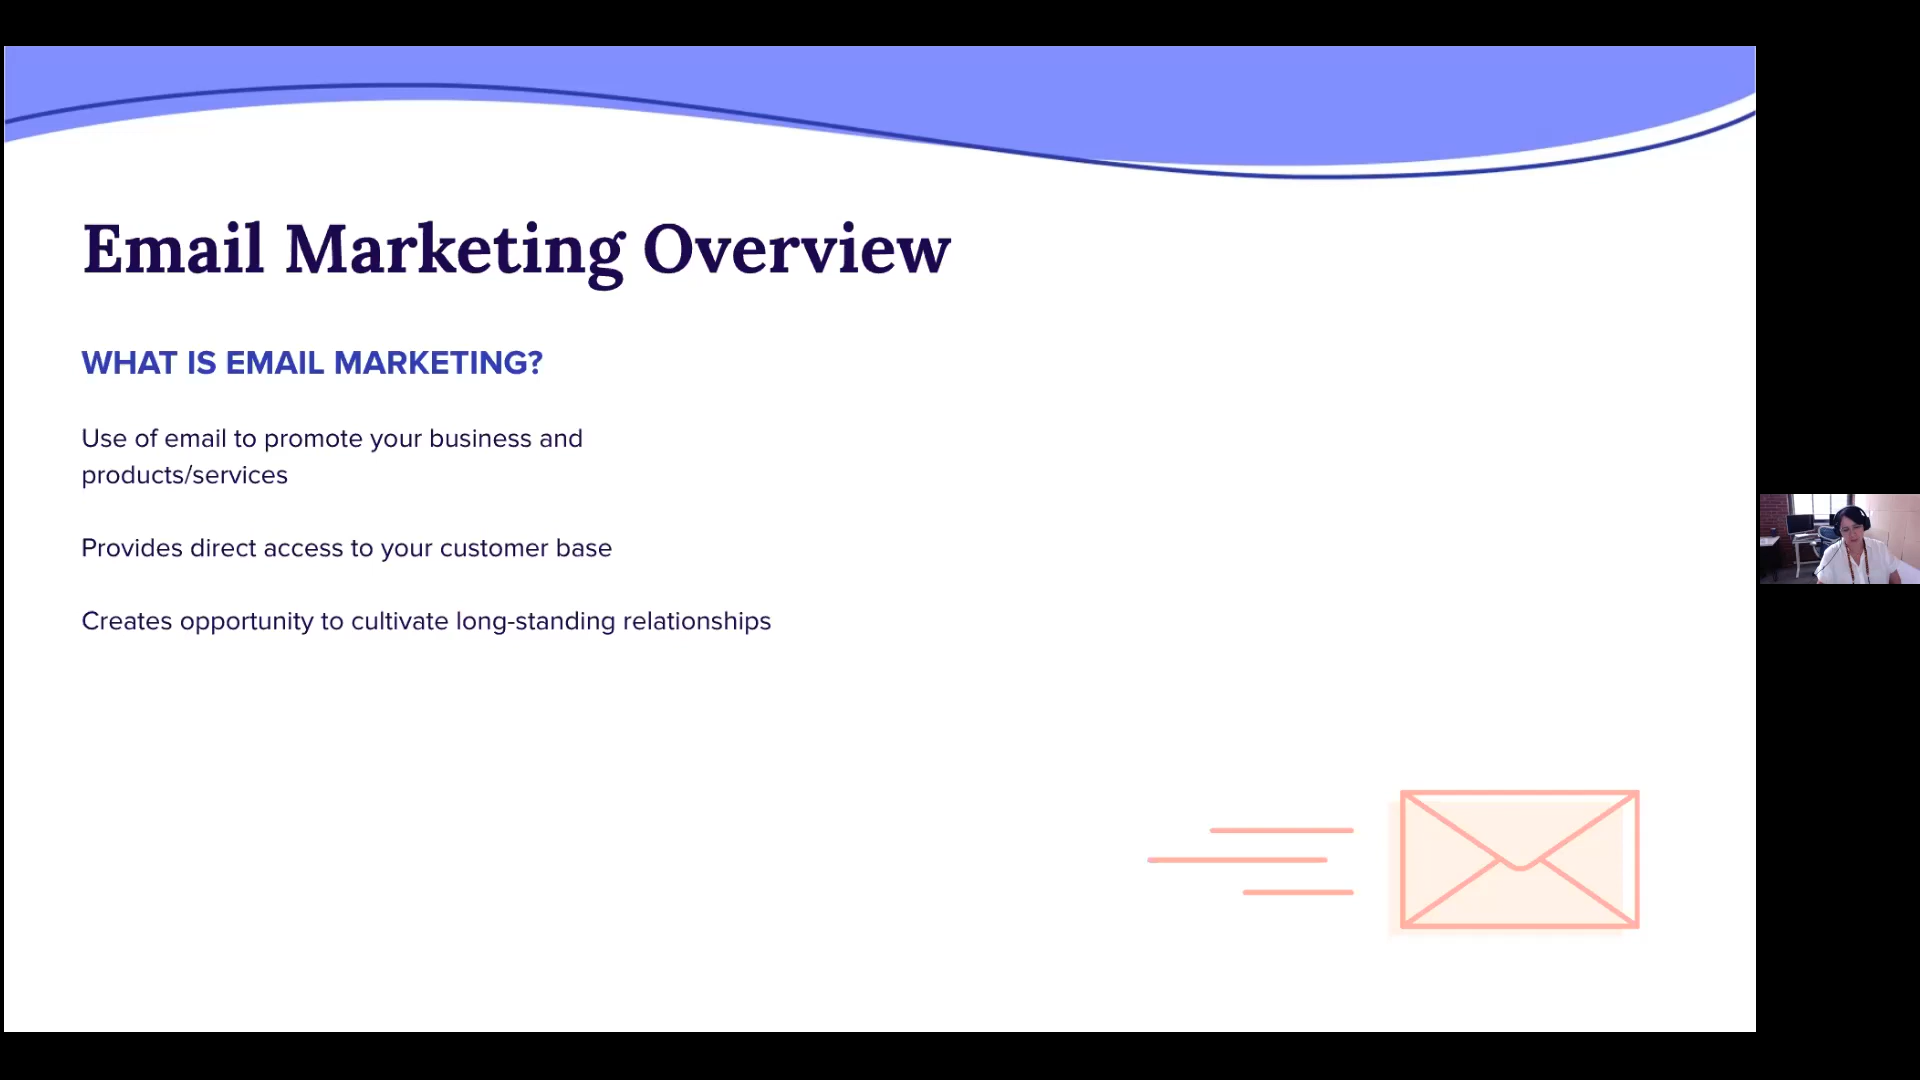 Email Marketing Overview
WHAT IS EMAIL MARKETING?
Use of email to promote your business and
products/services
Provides direct access to your customer base
Creates opportunity to cultivate long-standing relationships